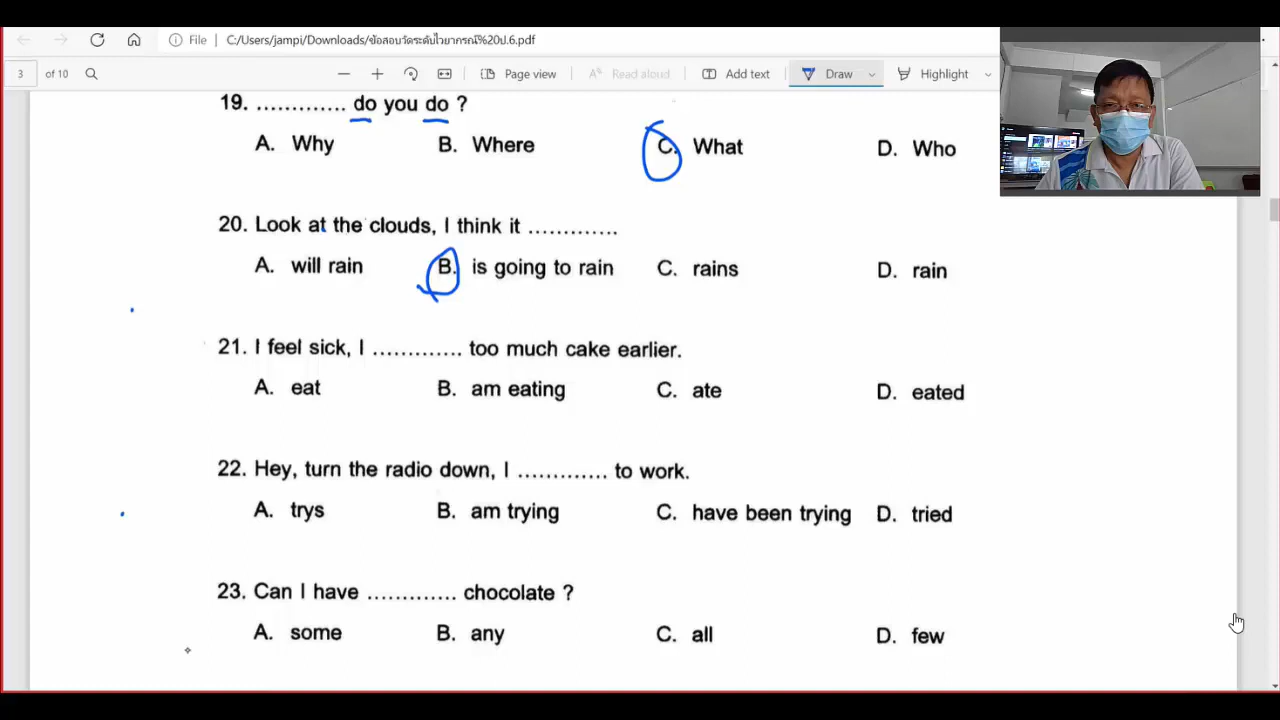 File | C:/Users/jampi/Downloads/ข้อสอบวัดระดับไวยากรณ์%20ป.6.pdf
3 of 10 Page view Read aloud Add text Draw Highlight
19. ............. do you do ?
A. Why B. Where C. What D. Who
20. Look at the clouds, I think it .............
A. will rain B. is going to rain C. rains D. rain
21. I feel sick, I ............. too much cake earlier.
A. eat B. am eating C. ate D. eated
22. Hey, turn the radio down, I ............. to work.
A. trys B. am trying C. have been trying D. tried
23. Can I have ............. chocolate ?
A. some B. any C. all D. few